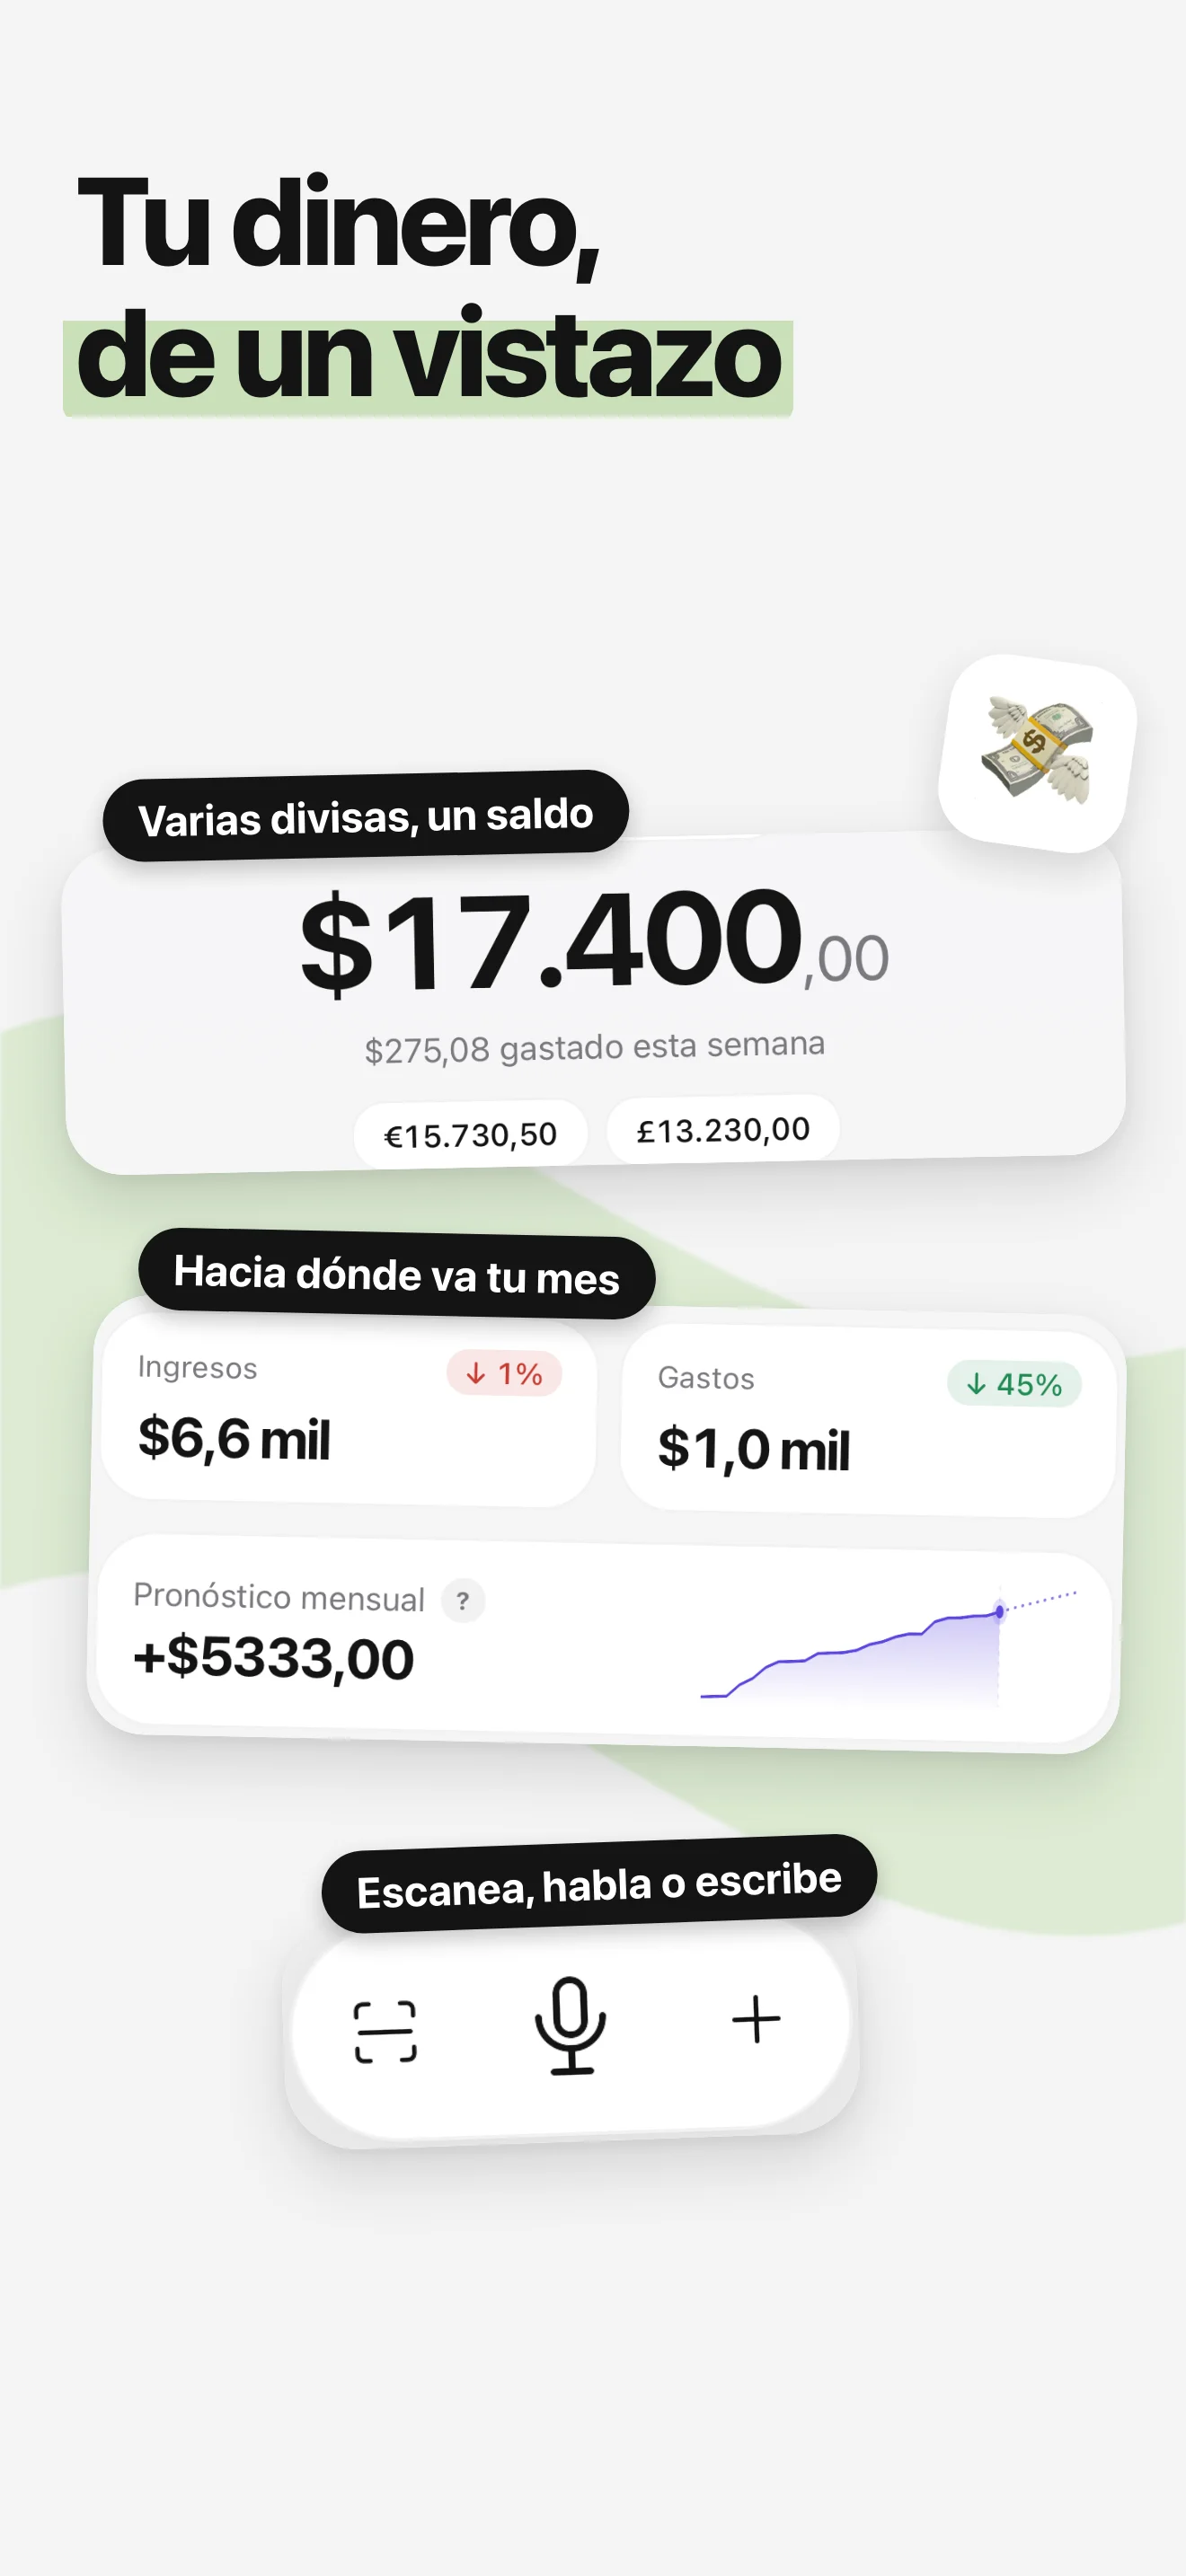 Tu dinero,
de un vistazo
Varias divisas, un saldo
$17.400,00
$275,08 gastado esta semana
€15.730,50 £13.230,00
Hacia dónde va tu mes
Ingresos ↓ 1%
$6,6 mil
Gastos ↓ 45%
$1,0 mil
Pronóstico mensual ?
+$5333,00
Escanea, habla o escribe